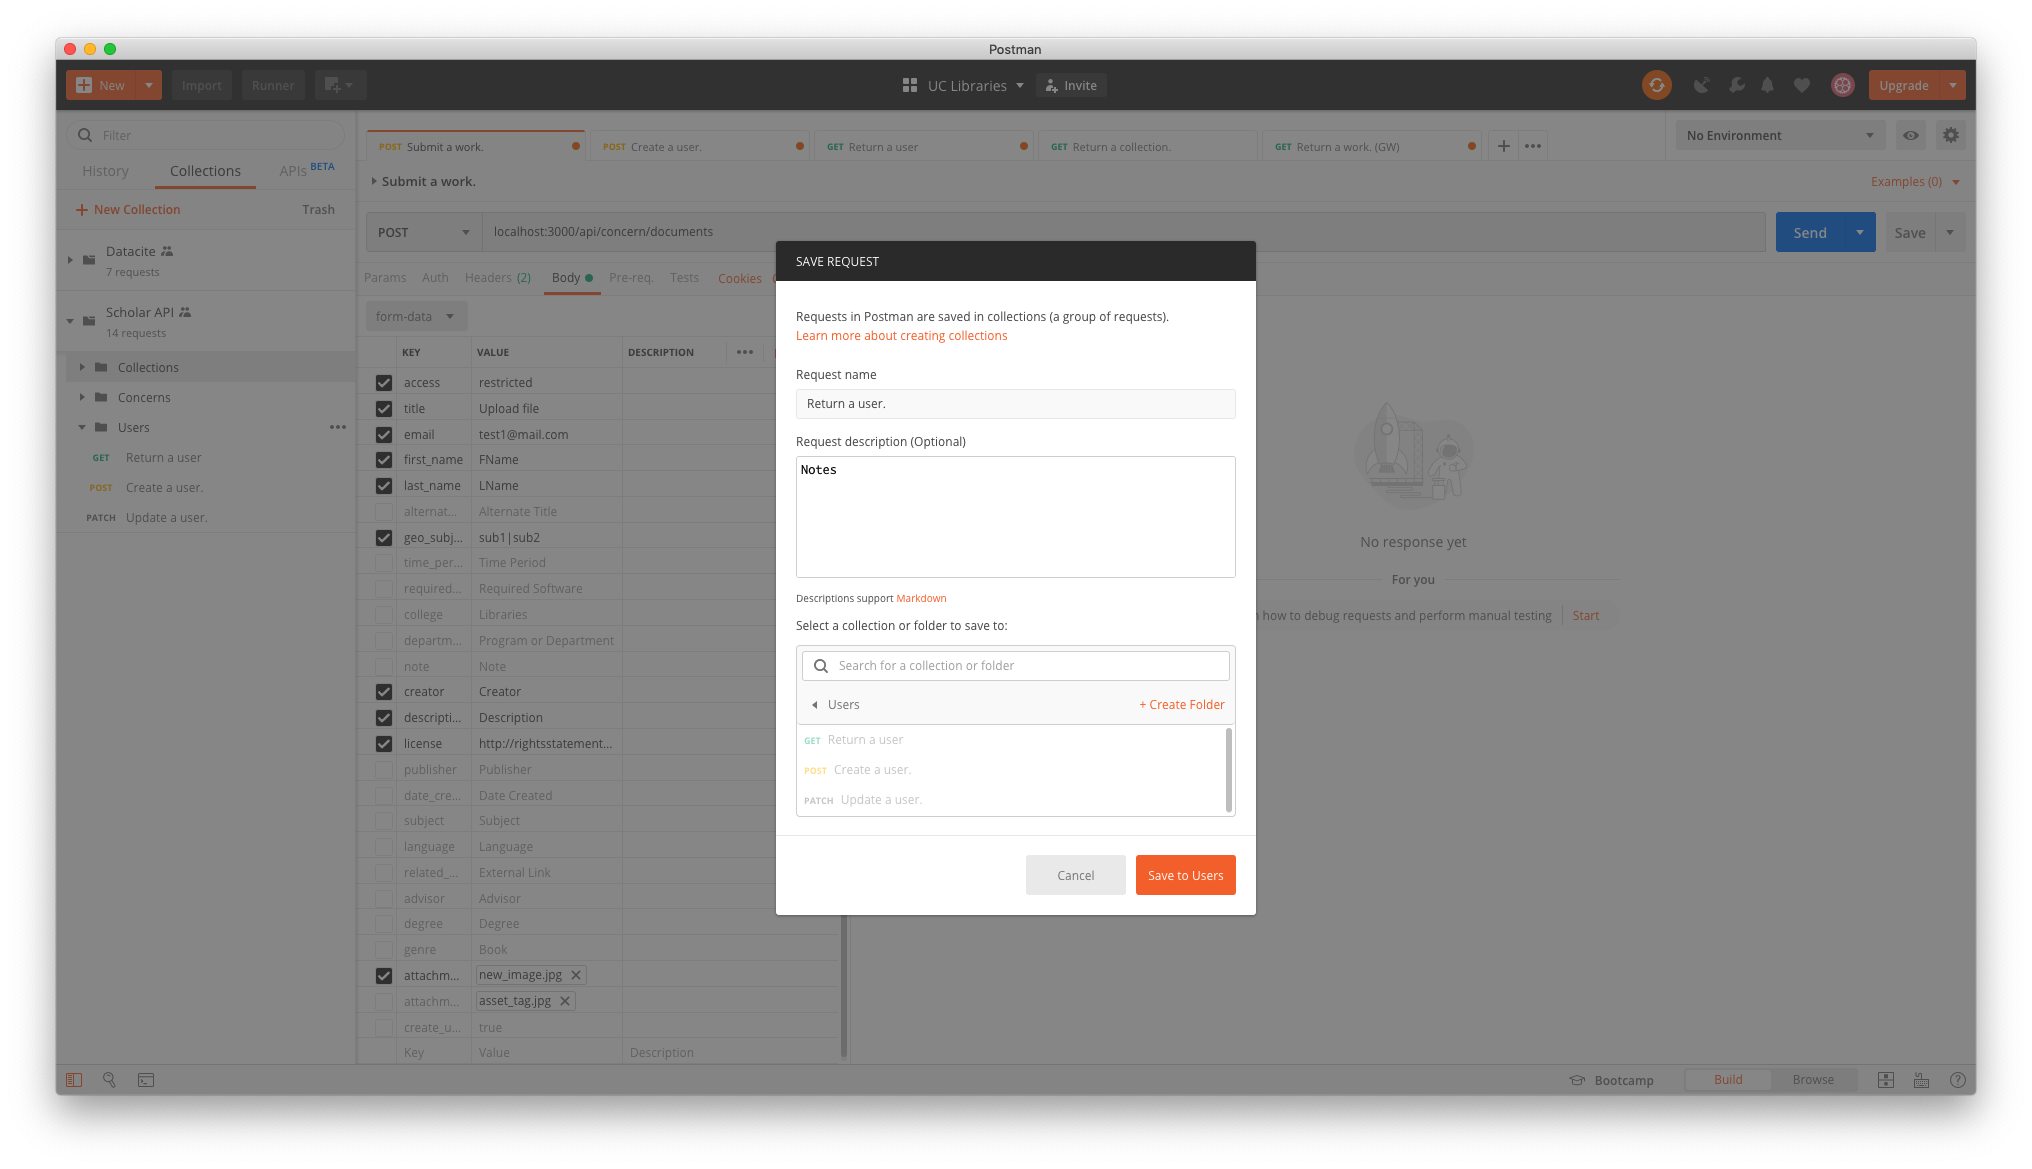 Postman
New
Import
Runner
UC Libraries
Invite
Upgrade
Filter
History
Collections
APIs BETA
New Collection
Trash
Datacite
7 requests
Scholar API
14 requests
Collections
Concerns
Users
GET Return a user
POST Create a user.
PATCH Update a user.
POST Submit a work.
POST Create a user.
GET Return a user
GET Return a collection.
GET Return a work. (GW)
No Environment
Submit a work.
Examples (0)
POST
localhost:3000/api/concern/documents
Send
Save
Params
Auth
Headers (2)
Body
Pre-req.
Tests
Cookies
form-data
KEY VALUE DESCRIPTION
access restricted
title Upload file
email test1@mail.com
first_name FName
last_name LName
alternat... Alternate Title
geo_subj... sub1|sub2
time_per... Time Period
required... Required Software
college Libraries
departm... Program or Department
note Note
creator Creator
descripti... Description
license http://rightsstatement...
publisher Publisher
date_cre... Date Created
subject Subject
language Language
related_... External Link
advisor Advisor
degree Degree
genre Book
attachm... new_image.jpg
attachm... asset_tag.jpg
create_u... true
Key Value Description
SAVE REQUEST
Requests in Postman are saved in collections (a group of requests).
Learn more about creating collections
Request name
Return a user.
Request description (Optional)
Notes
Descriptions support Markdown
Select a collection or folder to save to:
Search for a collection or folder
Users
+ Create Folder
GET Return a user
POST Create a user.
PATCH Update a user.
Cancel
Save to Users
No response yet
For you
how to debug requests and perform manual testing
Start
Bootcamp
Build
Browse